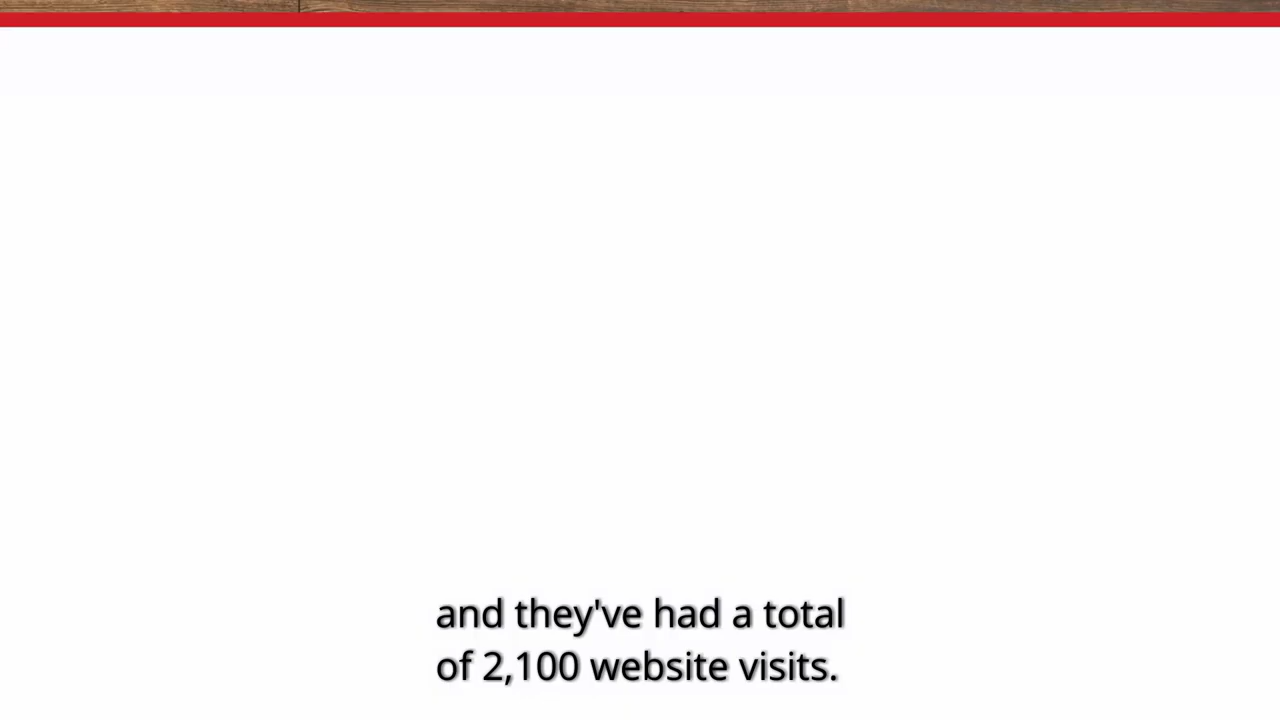 and they've had a total
of 2,100 website visits.